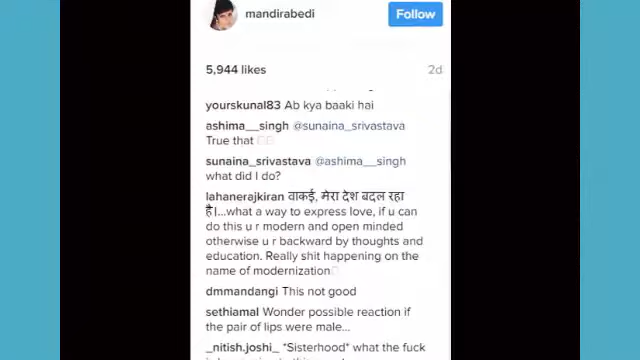 mandirabedi
Follow
5,944 likes
2d
yourskunal83 Ab kya baaki hai
ashima__singh @sunaina_srivastava
True that
sunaina_srivastava @ashima__singh
what did I do?
lahanerajkiran वाकई, मेरा देश बदल रहा
है।...what a way to express love, if u can
do this u r modern and open minded
otherwise u r backward by thoughts and
education. Really shit happening on the
name of modernization
dmmandangi This not good
sethiamal Wonder possible reaction if
the pair of lips were male...
_nitish.joshi_ *Sisterhood* what the fuck